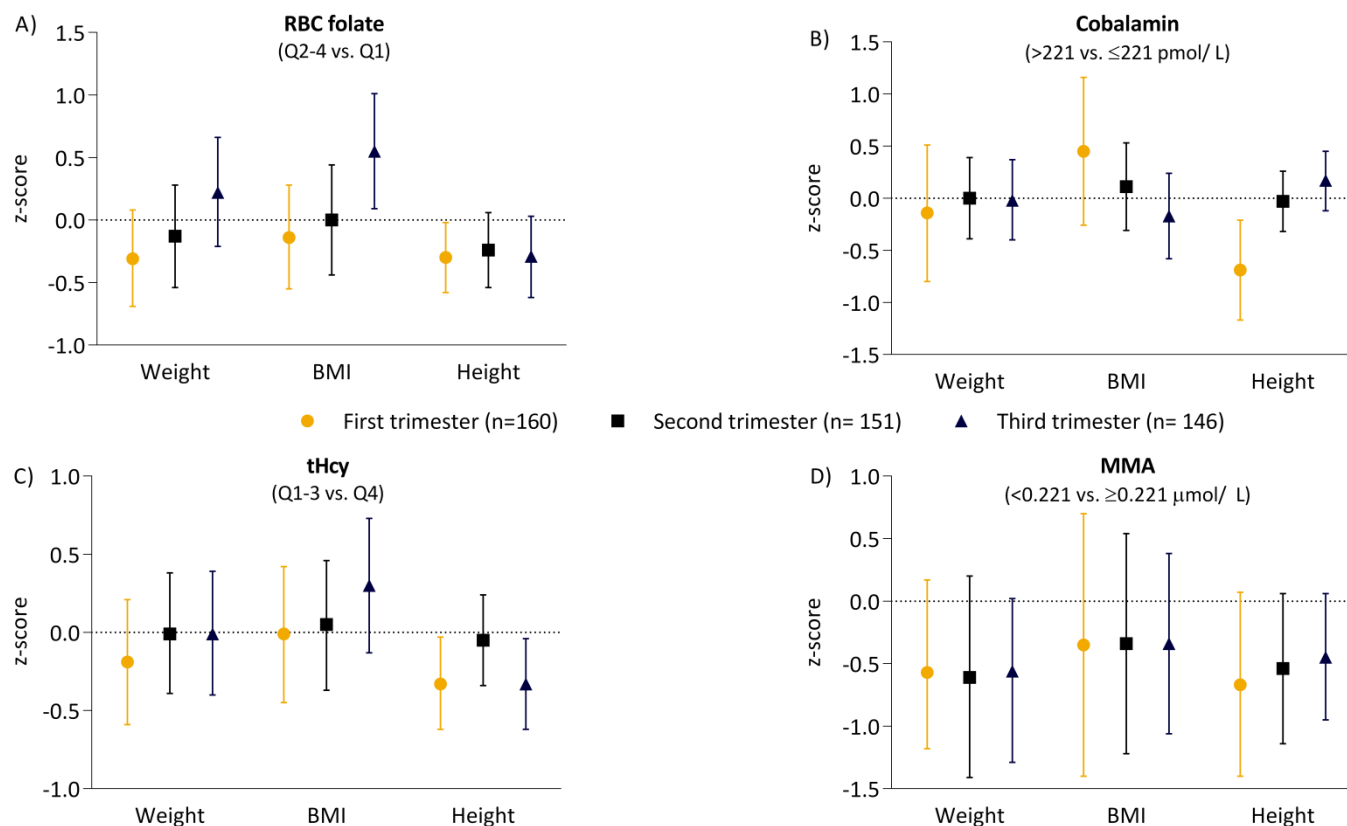 A)
RBC folate
(Q2-4 vs. Q1)
1.5
1.0
0.5
0.0
-0.5
-1.0
z-score
Weight
BMI
Height
B)
Cobalamin
(>221 vs. ≤221 pmol/ L)
1.5
1.0
0.5
0.0
-0.5
-1.0
-1.5
z-score
Weight
BMI
Height
First trimester (n=160)
Second trimester (n= 151)
Third trimester (n= 146)
C)
tHcy
(Q1-3 vs. Q4)
1.0
0.5
0.0
-0.5
-1.0
z-score
Weight
BMI
Height
D)
MMA
(<0.221 vs. ≥0.221 μmol/ L)
1.0
0.5
0.0
-0.5
-1.0
-1.5
z-score
Weight
BMI
Height